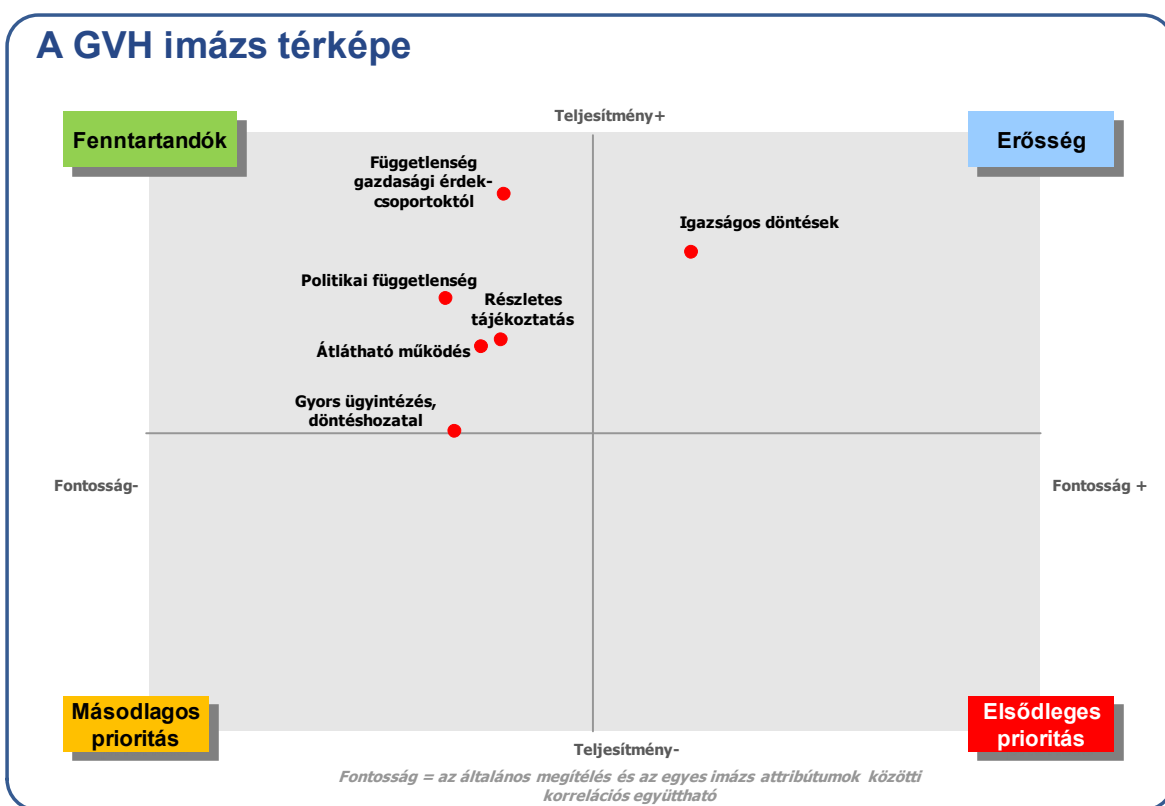 A GVH imázs térképe
Teljesítmény+
Fenntartandók
Erősség
Függetlenség
gazdasági érdek-
csoportoktól
Igazságos döntések
Politikai függetlenség
Részletes
tájékoztatás
Átlátható működés
Gyors ügyintézés,
döntéshozatal
Fontosság-
Fontosság +
Másodlagos
prioritás
Elsődleges
prioritás
Teljesítmény-
Fontosság = az általános megítélés és az egyes imázs attribútumok közötti
korrelációs együttható